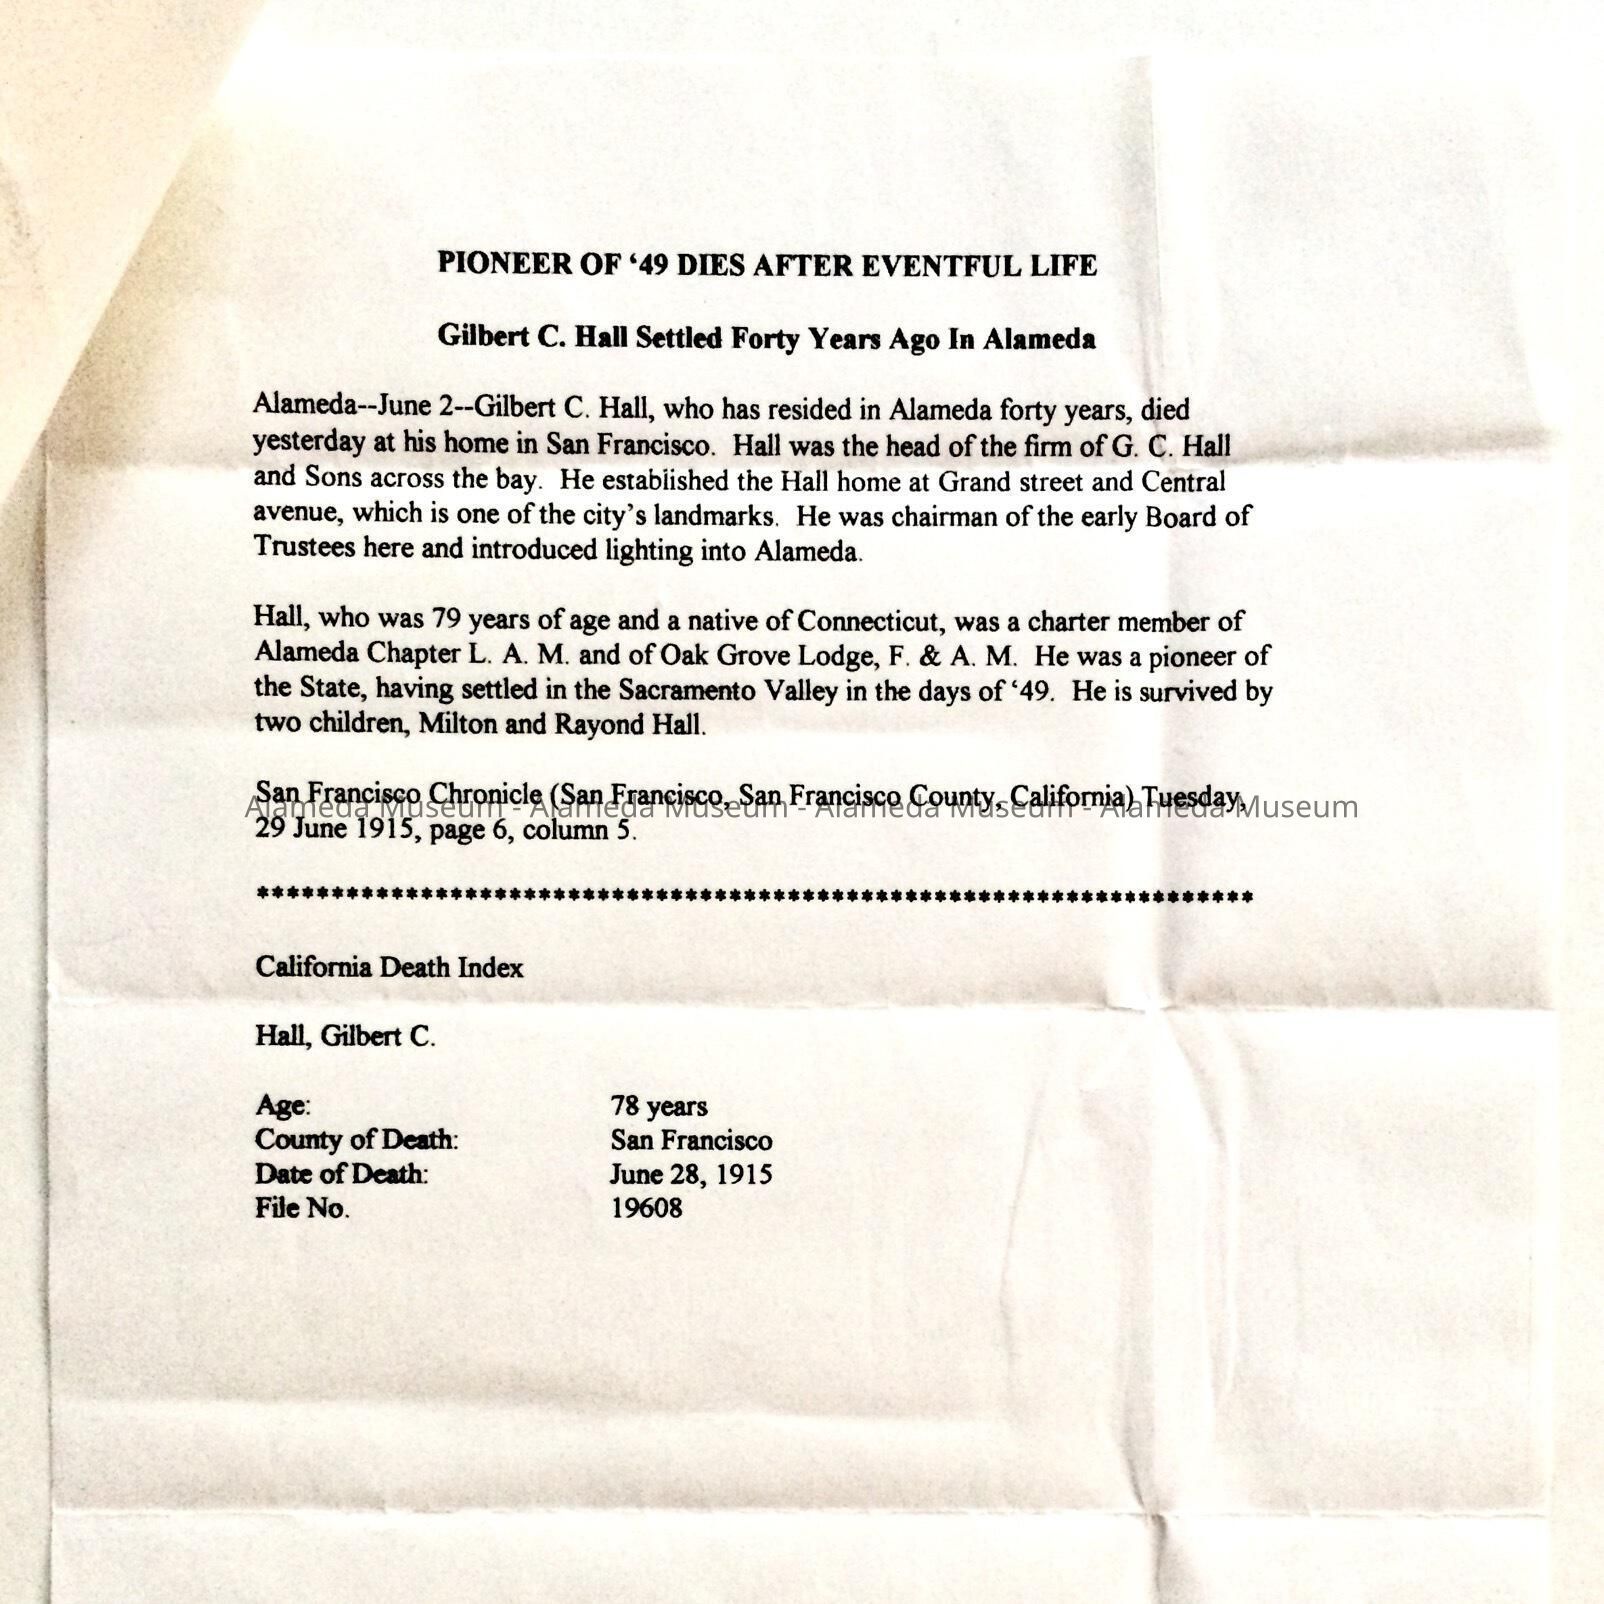 PIONEER OF ‘49 DIES AFTER EVENTFUL LIFE
Gilbert C. Hall Settled Forty Years Ago In Alameda
Alameda--June 2--Gilbert C. Hall, who has resided in Alameda forty years, died
yesterday at his home in San Francisco. Hall was the head of the firm of G. C. Hall
and Sons across the bay. He established the Hall home at Grand street and Central
avenue, which is one of the city’s landmarks. He was chairman of the early Board of
Trustees here and introduced lighting into Alameda.
Hall, who was 79 years of age and a native of Connecticut, was a charter member of
Alameda Chapter L. A. M. and of Oak Grove Lodge, F. & A. M. He was a pioneer of
the State, having settled in the Sacramento Valley in the days of ‘49. He is survived by
two children, Milton and Rayond Hall.
San Francisco Chronicle (San Francisco, San Francisco County, California) Tuesday,
Alameda Museum - Alameda Museum - Alameda Museum - Alameda Museum
29 June 1915, page 6, column 5.
********************************************************************
California Death Index
Hall, Gilbert C.
Age: 78 years
County of Death: San Francisco
Date of Death: June 28, 1915
File No. 19608